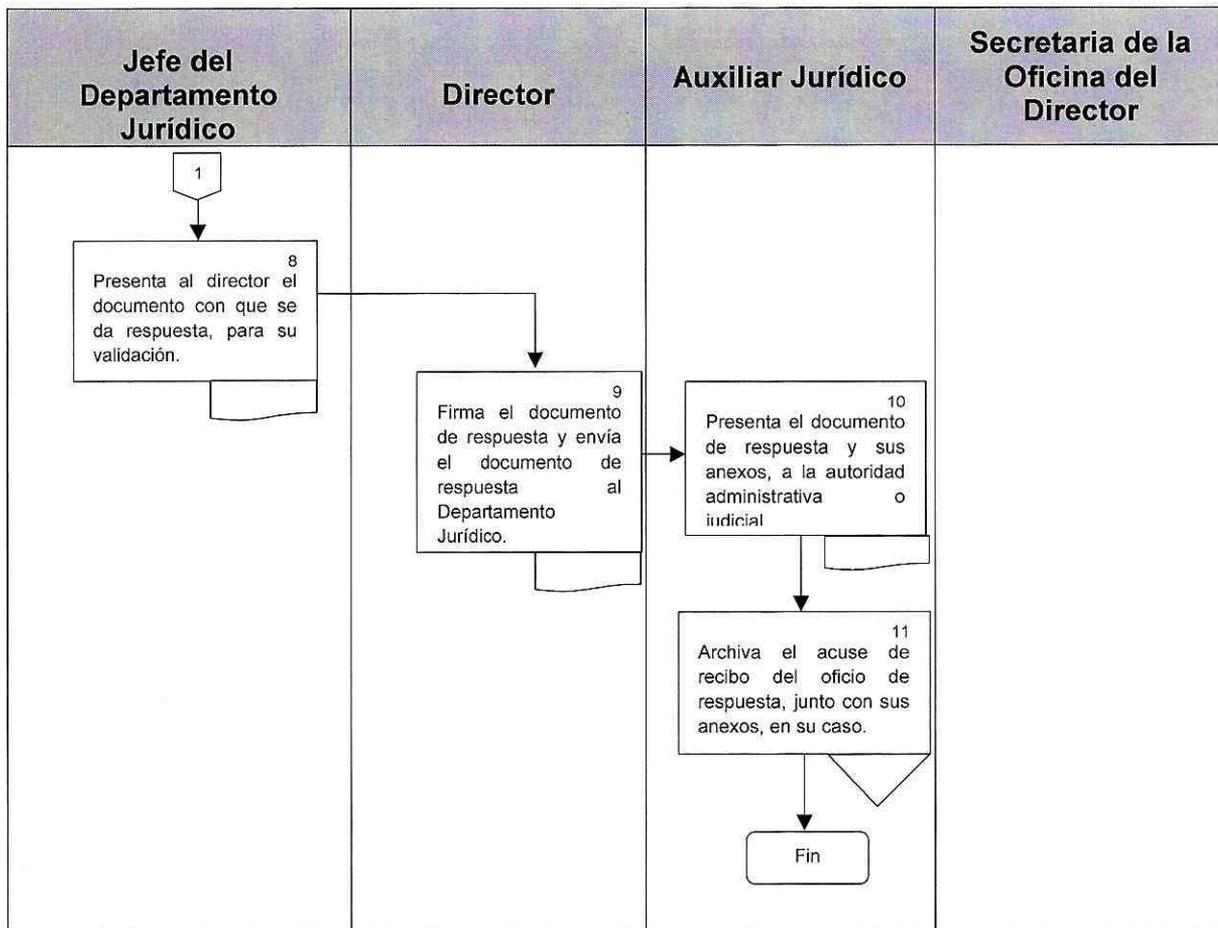 Jefe del
Departamento
Jurídico
Director
Auxiliar Jurídico
Secretaria de la
Oficina del
Director
1
8
Presenta al director el
documento con que se
da respuesta, para su
validación.
9
Firma el documento
de respuesta y envía
el documento de
respuesta al
Departamento
Jurídico.
10
Presenta el documento
de respuesta y sus
anexos, a la autoridad
administrativa o
judicial
11
Archiva el acuse de
recibo del oficio de
respuesta, junto con sus
anexos, en su caso.
Fin